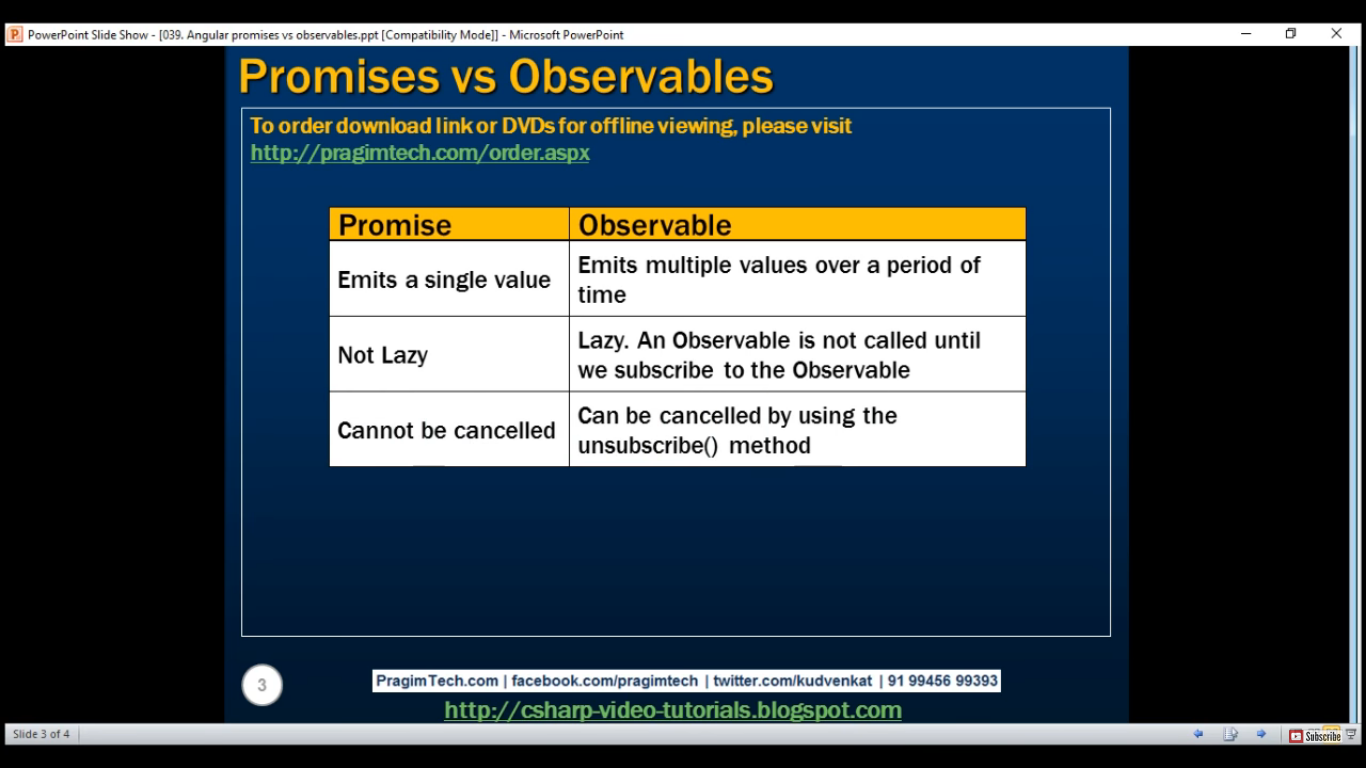 PowerPoint Slide Show - [039. Angular promises vs observables.ppt [Compatibility Mode]] - Microsoft PowerPoint
Promises vs Observables
To order download link or DVDs for offline viewing, please visit
http://pragimtech.com/order.aspx
Promise
Observable
Emits a single value
Emits multiple values over a period of
time
Not Lazy
Lazy. An Observable is not called until
we subscribe to the Observable
Cannot be cancelled
Can be cancelled by using the
unsubscribe() method
3
PragimTech.com | facebook.com/pragimtech | twitter.com/kudvenkat | 91 99456 99393
http://csharp-video-tutorials.blogspot.com
Slide 3 of 4
Subscribe